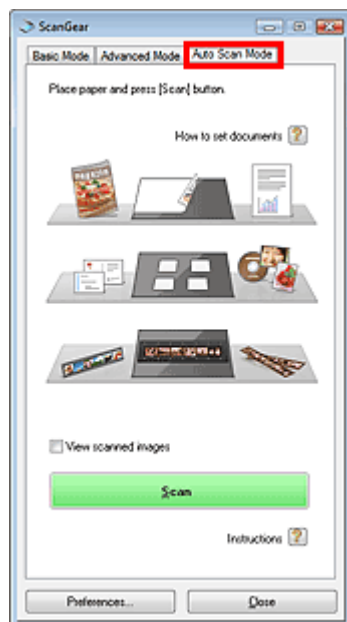 ScanGear
Basic Mode Advanced Mode Auto Scan Mode
Place paper and press [Scan] button.
How to set documents ?
View scanned images
Scan
Instructions ?
Preferences... Close